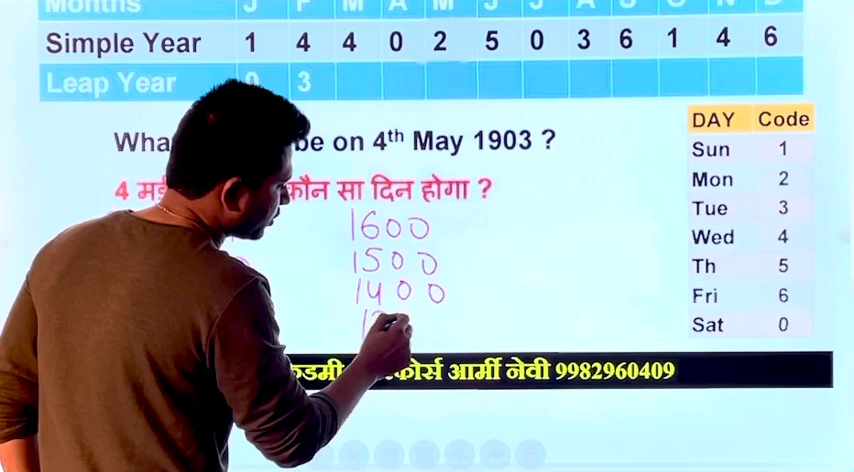 Months J F M A M J J A S O N D
Simple Year 1 4 4 0 2 5 0 3 6 1 4 6
Leap Year 0 3
be on 4th May 1903 ?
4 कौन सा दिन होगा ?
1600
1500
1400
DAY Code
Sun 1
Mon 2
Tue 3
Wed 4
Th 5
Fri 6
Sat 0
आर्मी नेवी 9982960409